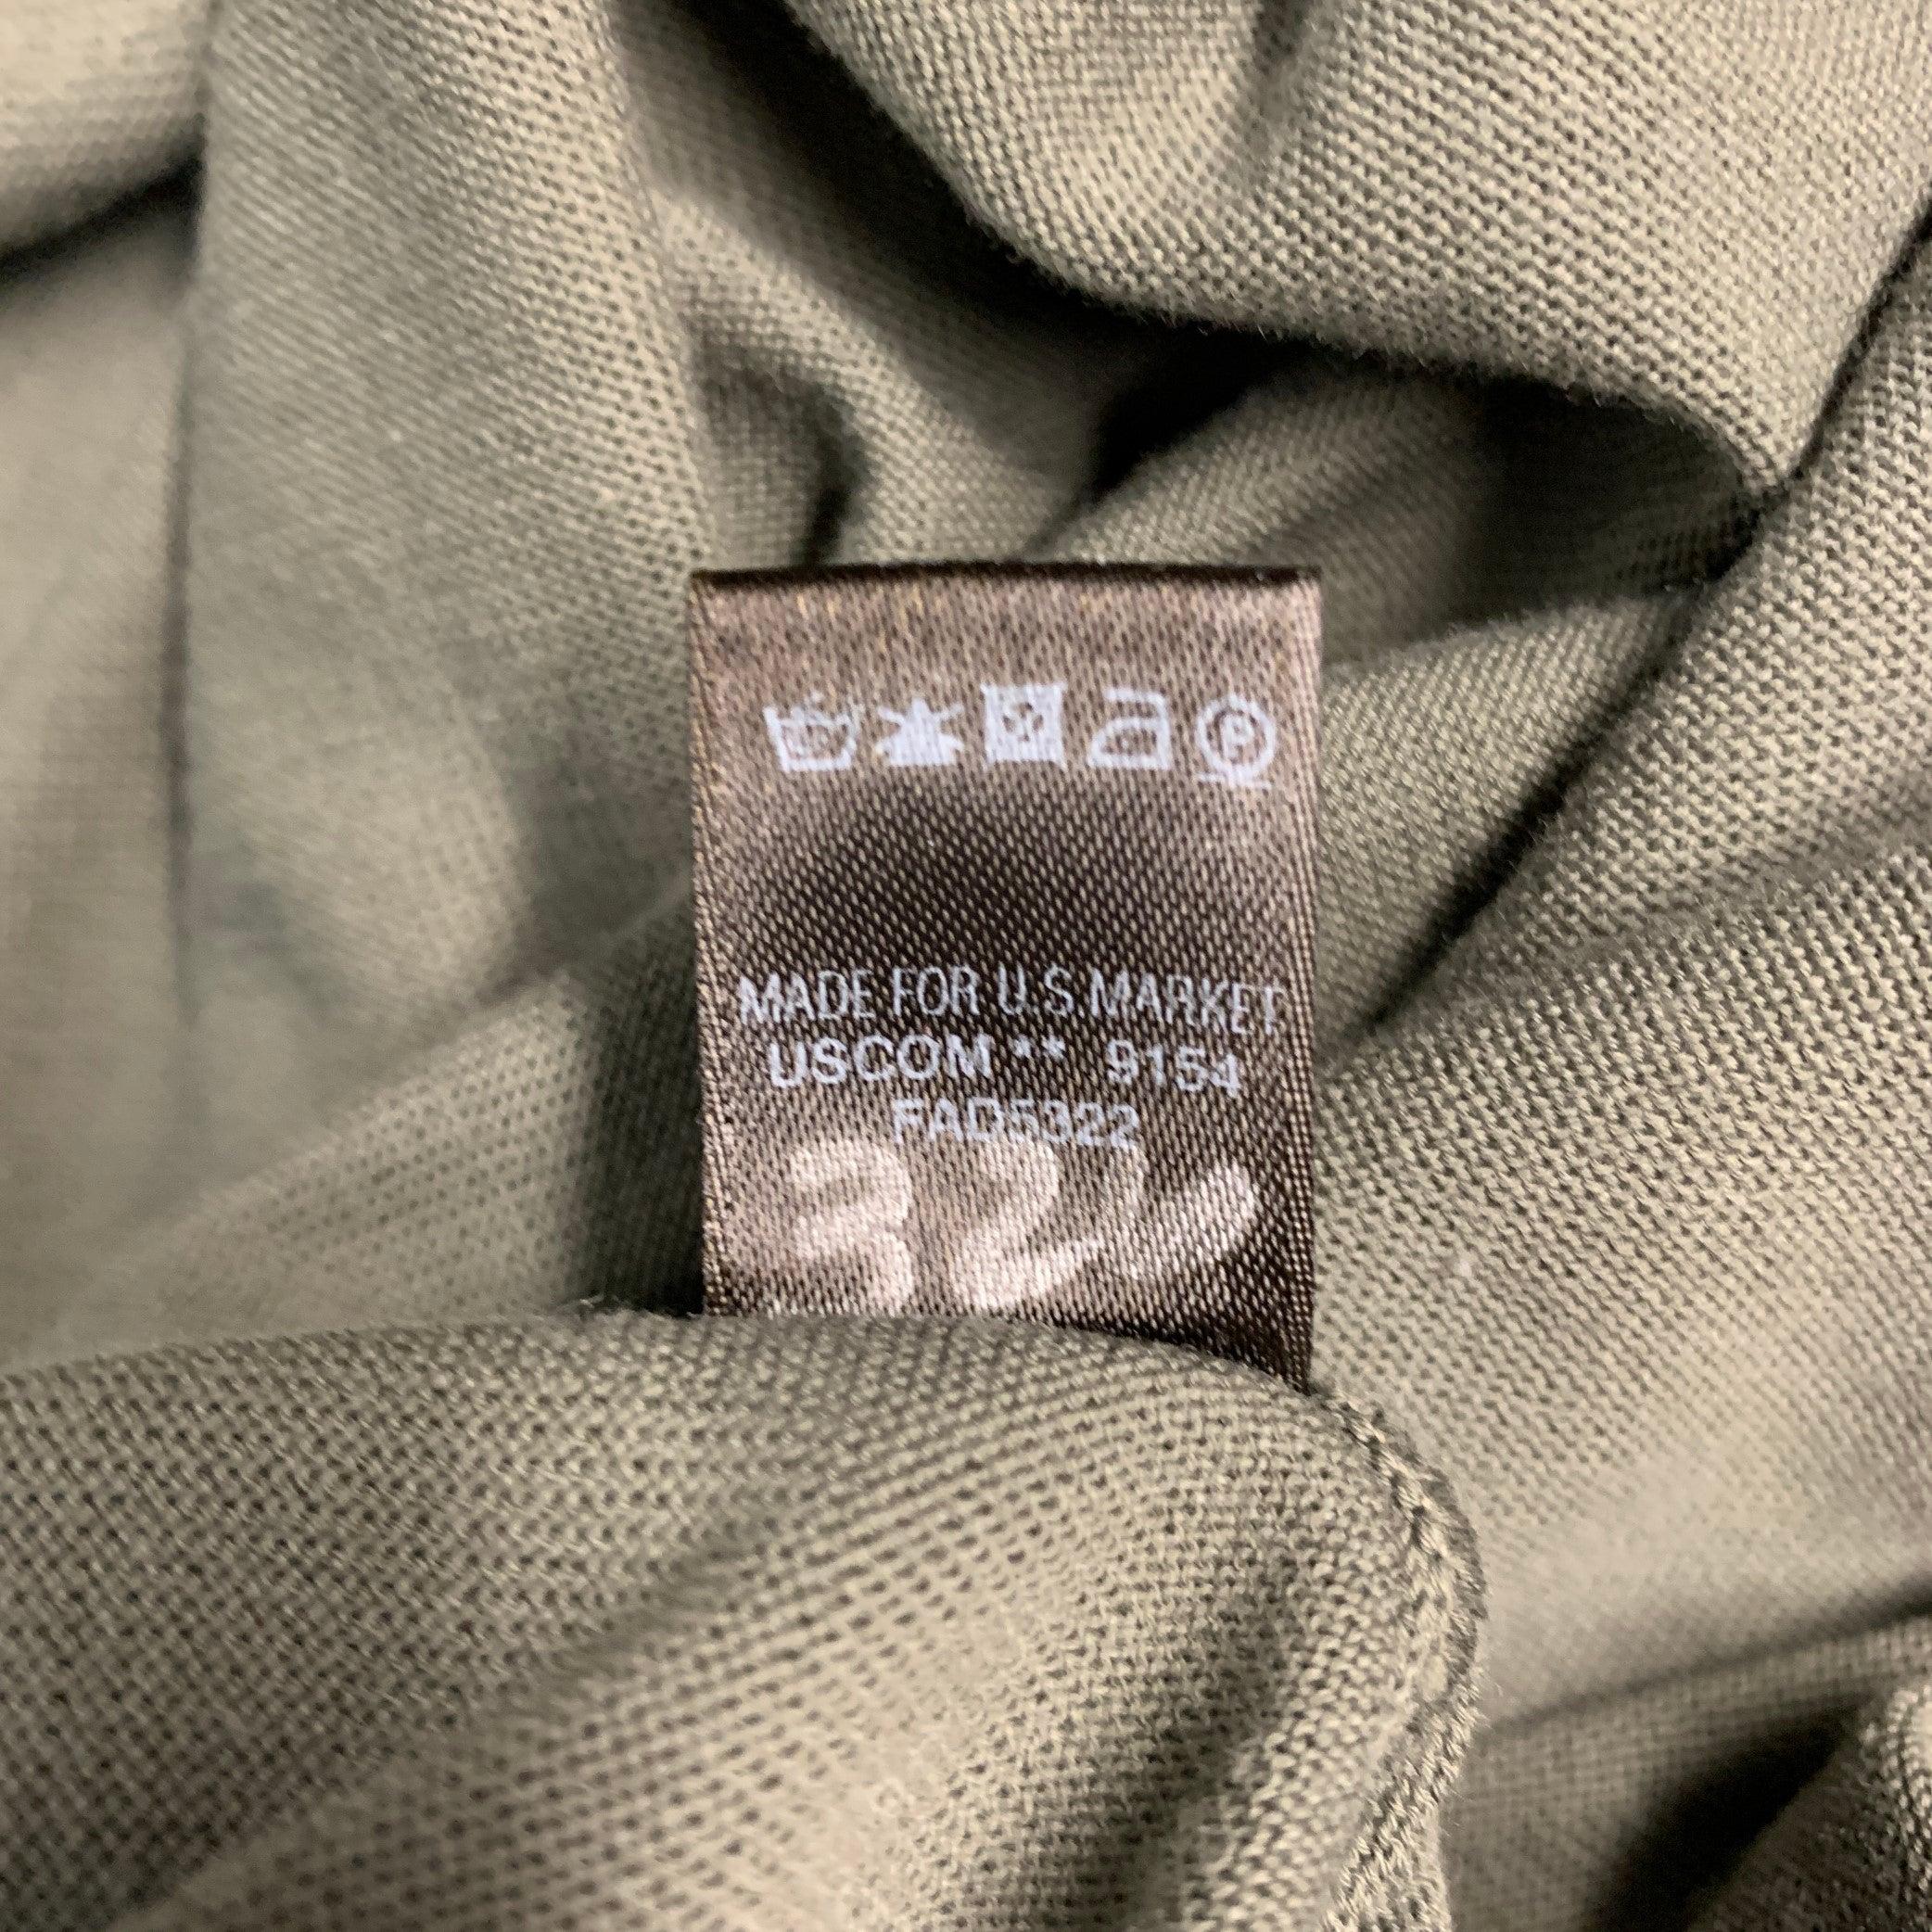 P
MADE FOR U.S.MARKET
USCOM ** 9154
FAD5322